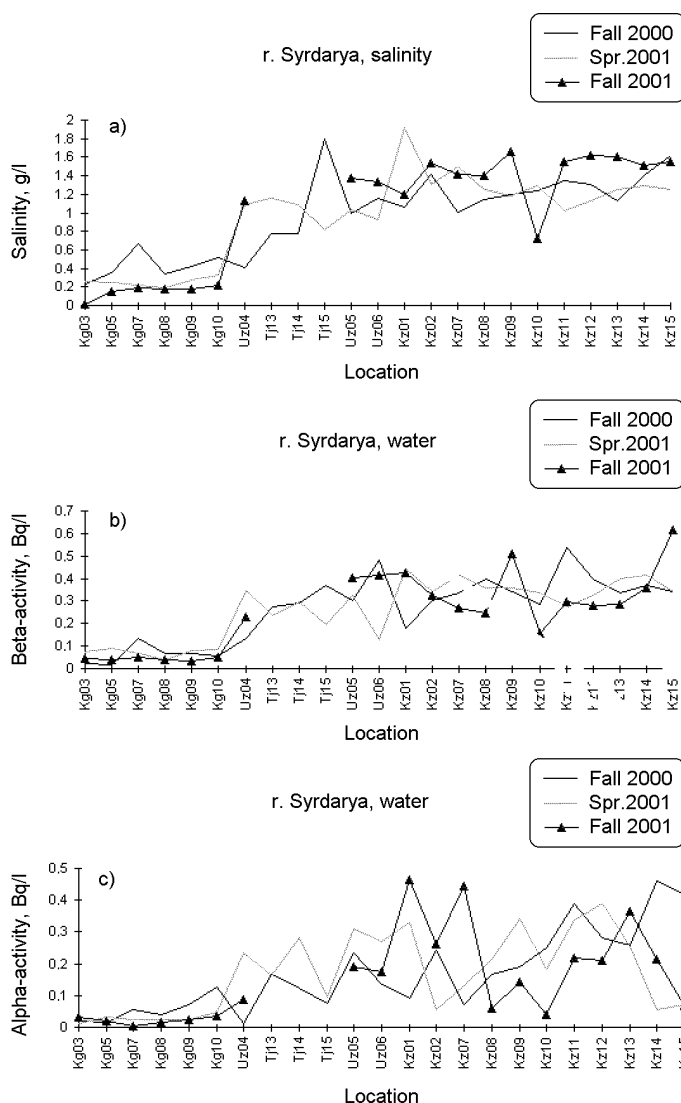 Fall 2000
Spr.2001
Fall 2001
r. Syrdarya, salinity
a)
Salinity, g/l
2
1.8
1.6
1.4
1.2
1
0.8
0.6
0.4
0.2
0
Kg03 Kg05 Kg07 Kg08 Kg09 Kg10 Uz04 Tj13 Tj14 Tj15 Uz05 Uz06 Kz01 Kz02 Kz07 Kz08 Kz09 Kz10 Kz11 Kz12 Kz13 Kz14 Kz15
Location
Fall 2000
Spr.2001
Fall 2001
r. Syrdarya, water
b)
Beta-activity, Bq/l
0.7
0.6
0.5
0.4
0.3
0.2
0.1
0
Kg03 Kg05 Kg07 Kg08 Kg09 Kg10 Uz04 Tj13 Tj14 Tj15 Uz05 Uz06 Kz01 Kz02 Kz07 Kz08 Kz09 Kz10 Kz14 Kz15
Location
Fall 2000
Spr.2001
Fall 2001
r. Syrdarya, water
c)
Alpha-activity, Bq/l
0.5
0.4
0.3
0.2
0.1
0
Kg03 Kg05 Kg07 Kg08 Kg09 Kg10 Uz04 Tj13 Tj14 Tj15 Uz05 Uz06 Kz01 Kz02 Kz07 Kz08 Kz09 Kz10 Kz11 Kz12 Kz13 Kz14
Location